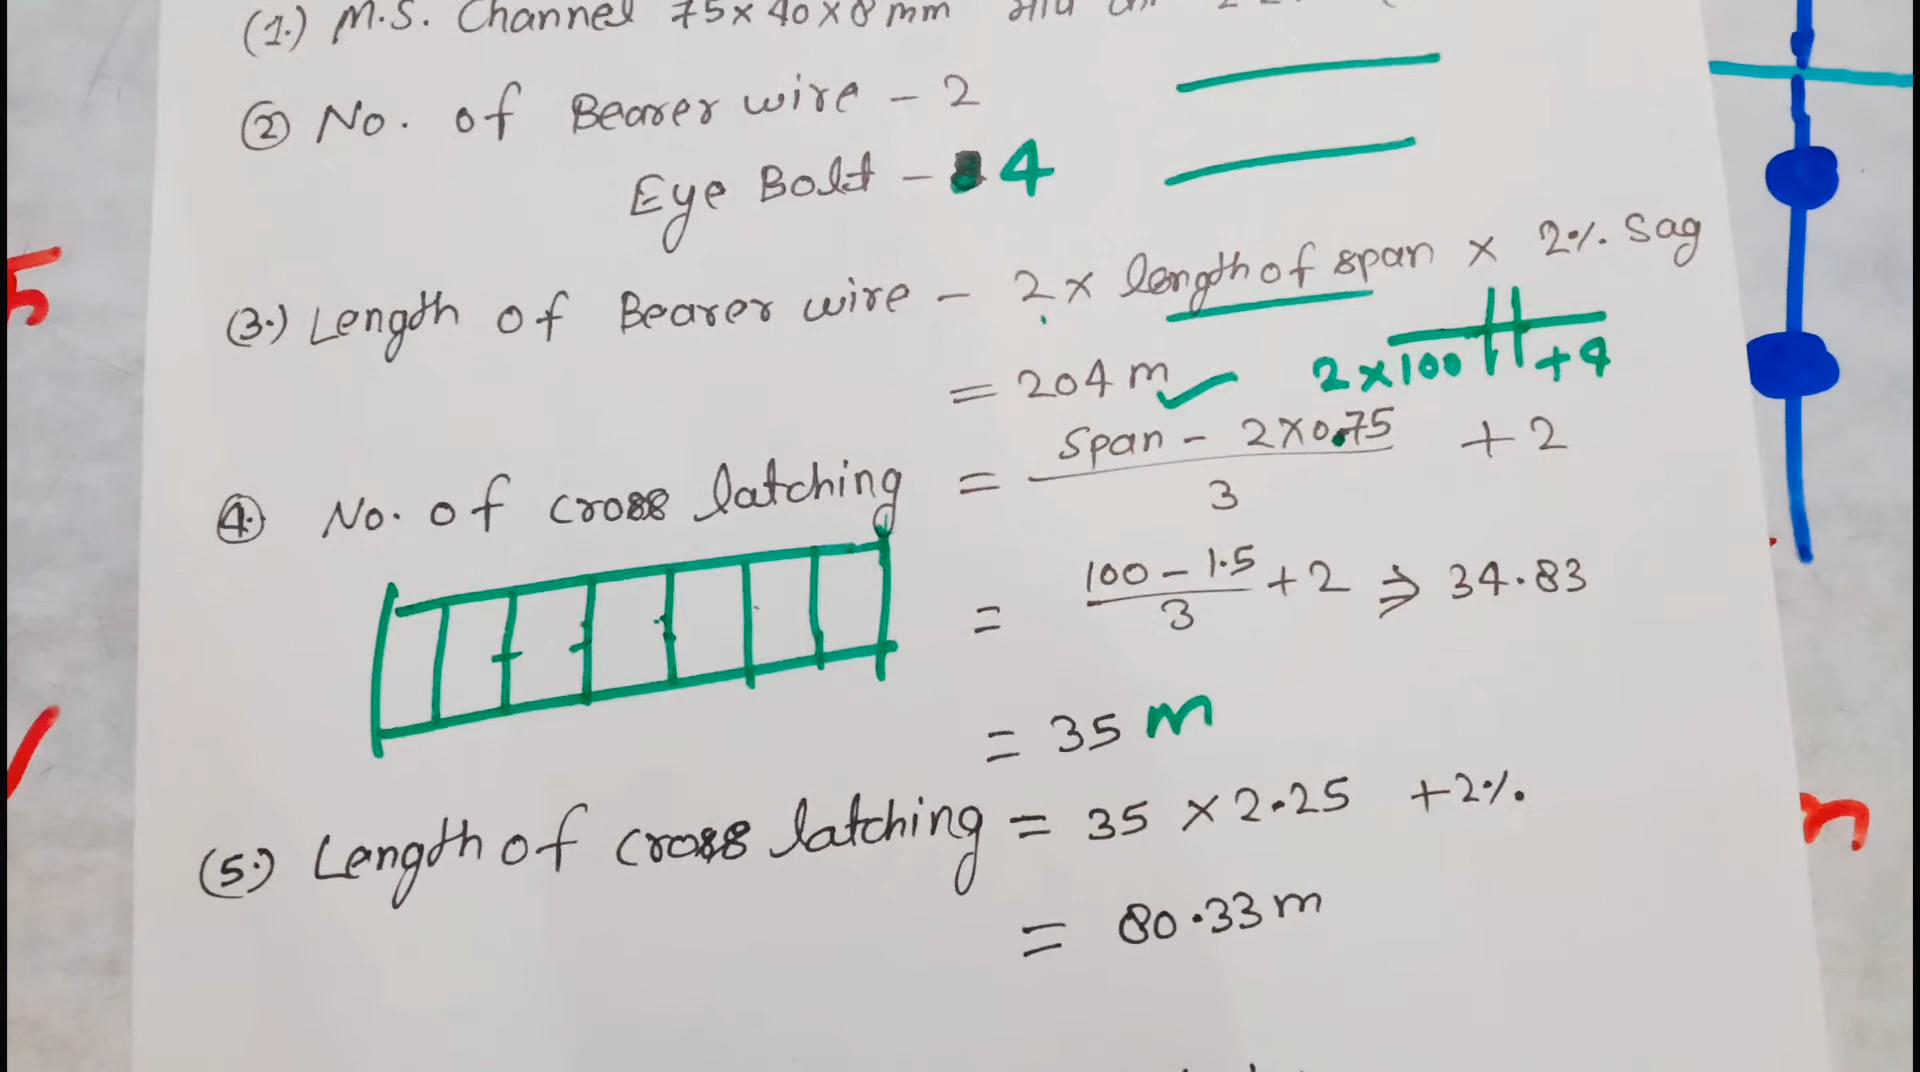 (1.) M.S. Channel 75 x 40 x 8 mm
② No. of Bearer wire - 2
Eye Bolt - 4
(3.) Length of Bearer wire - 2 x length of span x 2%. Sag
= 204 m
2 x 100 + 4
④ No. of cross latching = Span - 2x0.75 / 3 + 2
= 100 - 1.5 / 3 + 2 ⇒ 34.83
= 35 m
(5.) Length of cross latching = 35 x 2.25 + 2%.
= 80.33 m
5
n